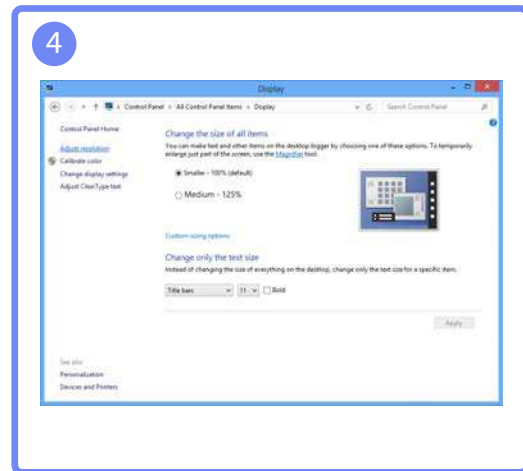 4
Display
Control Panel › All Control Panel Items › Display
Search Control Panel
Control Panel Home
Adjust resolution
Calibrate color
Change display settings
Adjust ClearType text
Change the size of all items
You can make text and other items on the desktop bigger by choosing one of these options. To temporarily
enlarge just part of the screen, use the Magnifier tool.
Smaller - 100% (default)
Medium - 125%
Custom sizing options
Change only the text size
Instead of changing the size of everything on the desktop, change only the text size for a specific item.
Title bars 11 Bold
Apply
See also
Personalization
Devices and Printers